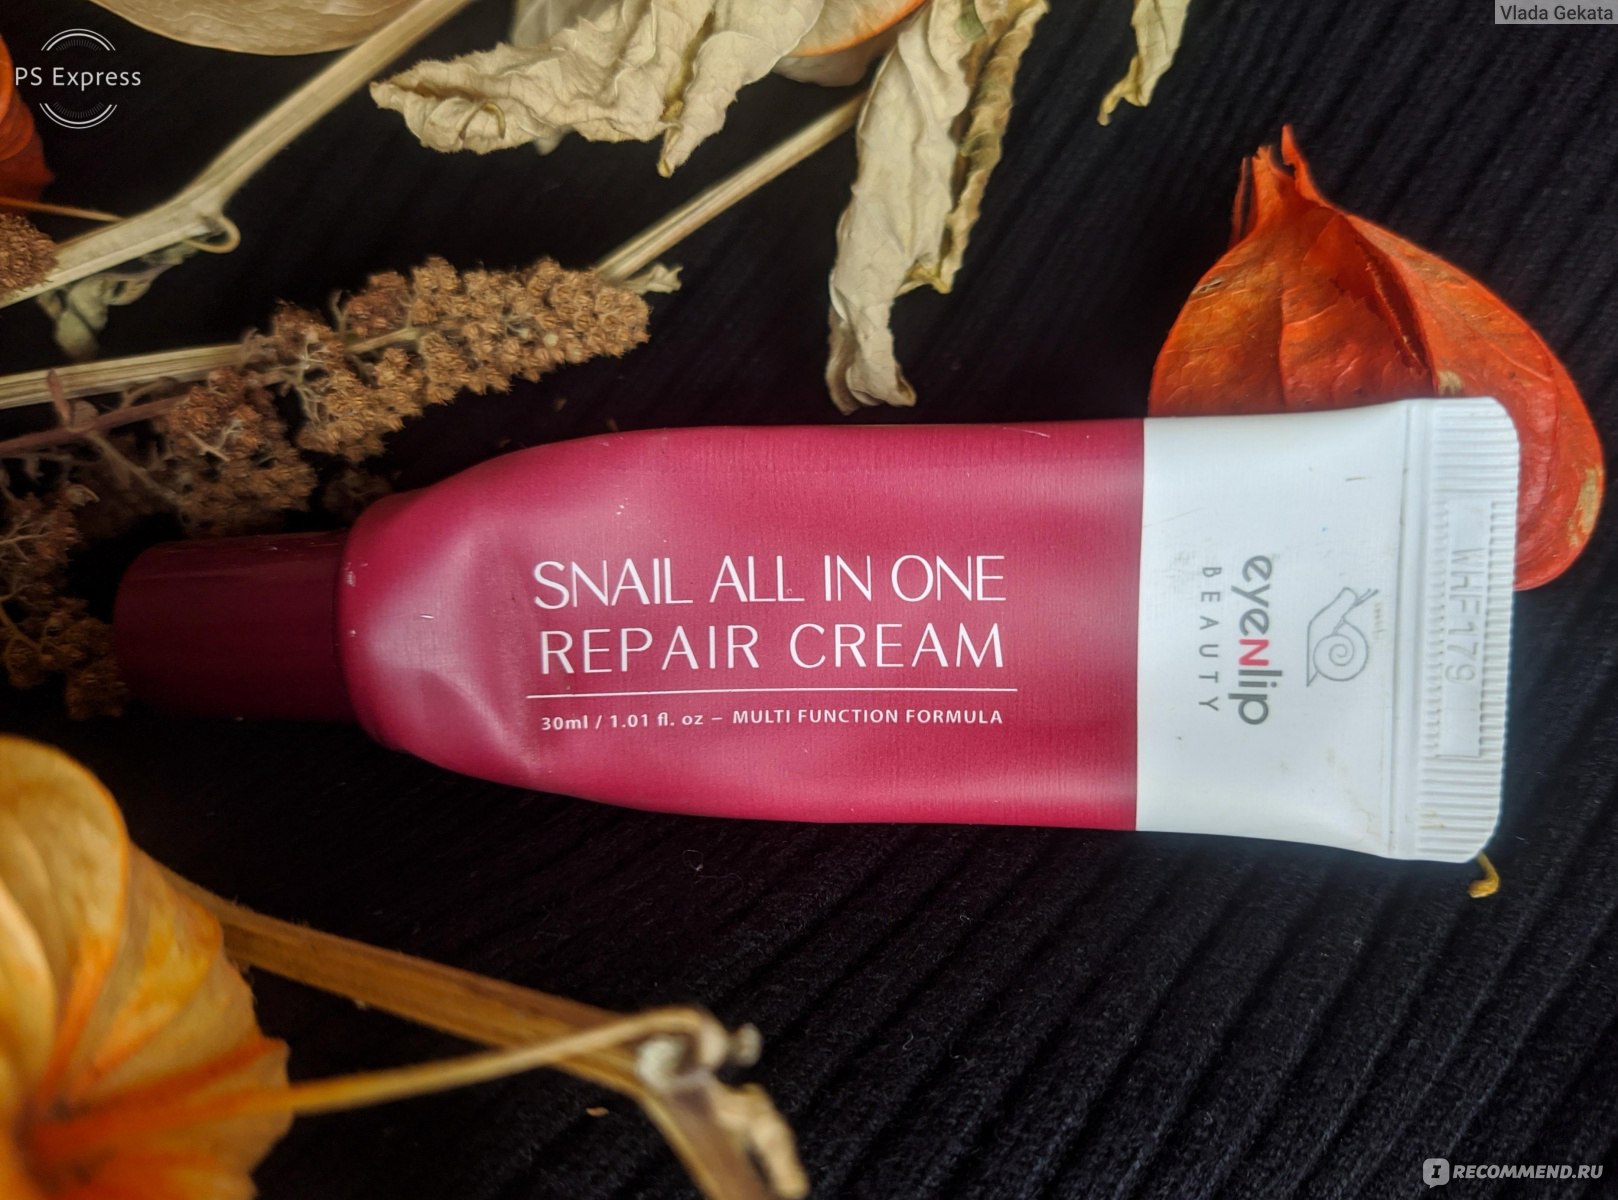 PS Express
Vlada Gekata
SNAIL ALL IN ONE
REPAIR CREAM
30ml / 1.01 fl. oz – MULTI FUNCTION FORMULA
eyeNlip
BEAUTY
WHF179
IRECOMMEND.RU